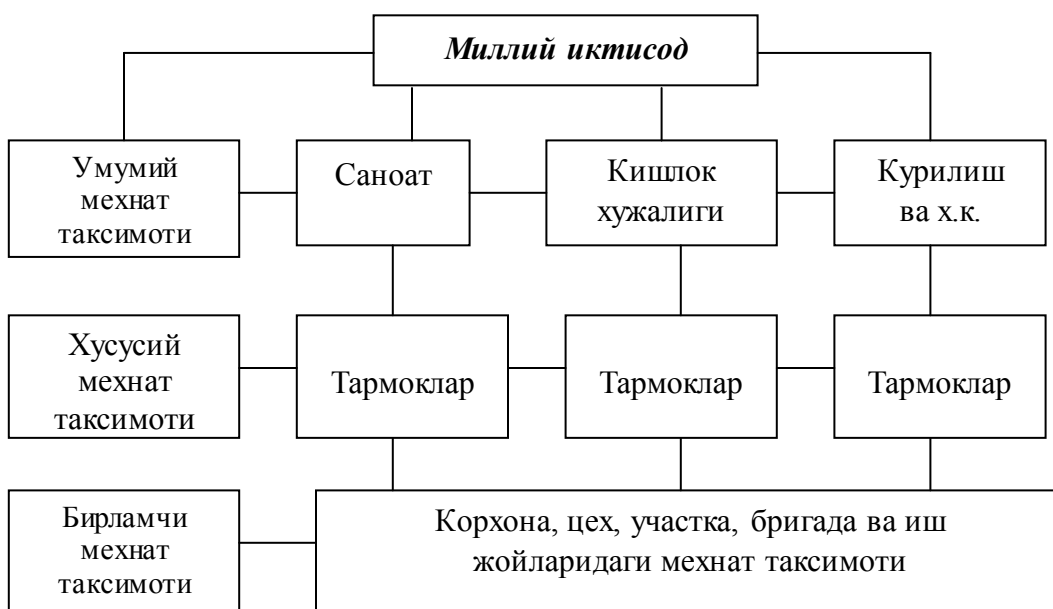 Миллий иктисод
Умумий
мехнат
таксимоти
Саноат
Кишлок
хужалиги
Курилиш
ва х.к.
Хусусий
мехнат
таксимоти
Тармоклар
Тармоклар
Тармоклар
Бирламчи
мехнат
таксимоти
Корхона, цех, участка, бригада ва иш
жойларидаги мехнат таксимоти